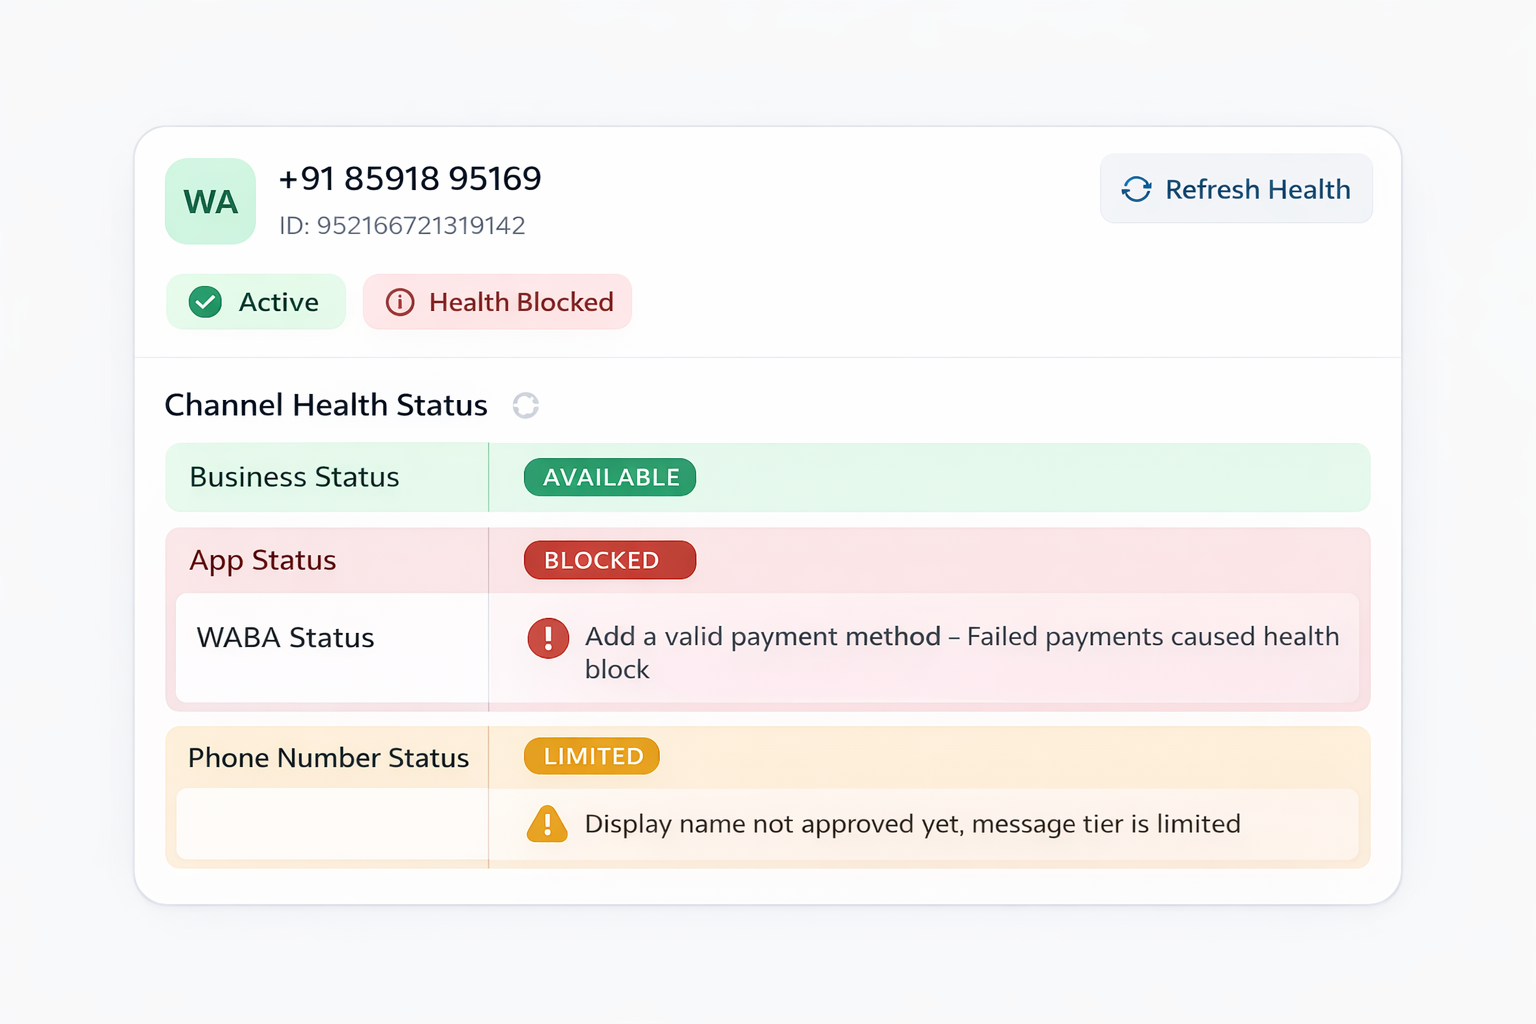 WA
+91 85918 95169
ID: 952166721319142
Refresh Health
Active
Health Blocked
Channel Health Status
Business Status
AVAILABLE
App Status
BLOCKED
WABA Status
Add a valid payment method – Failed payments caused health
block
Phone Number Status
LIMITED
Display name not approved yet, message tier is limited